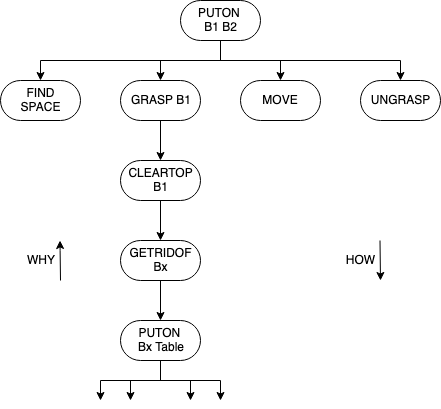 PUTON
B1 B2
FIND
SPACE
GRASP B1
MOVE
UNGRASP
CLEARTOP
B1
WHY
GETRIDOF
Bx
HOW
PUTON
Bx Table